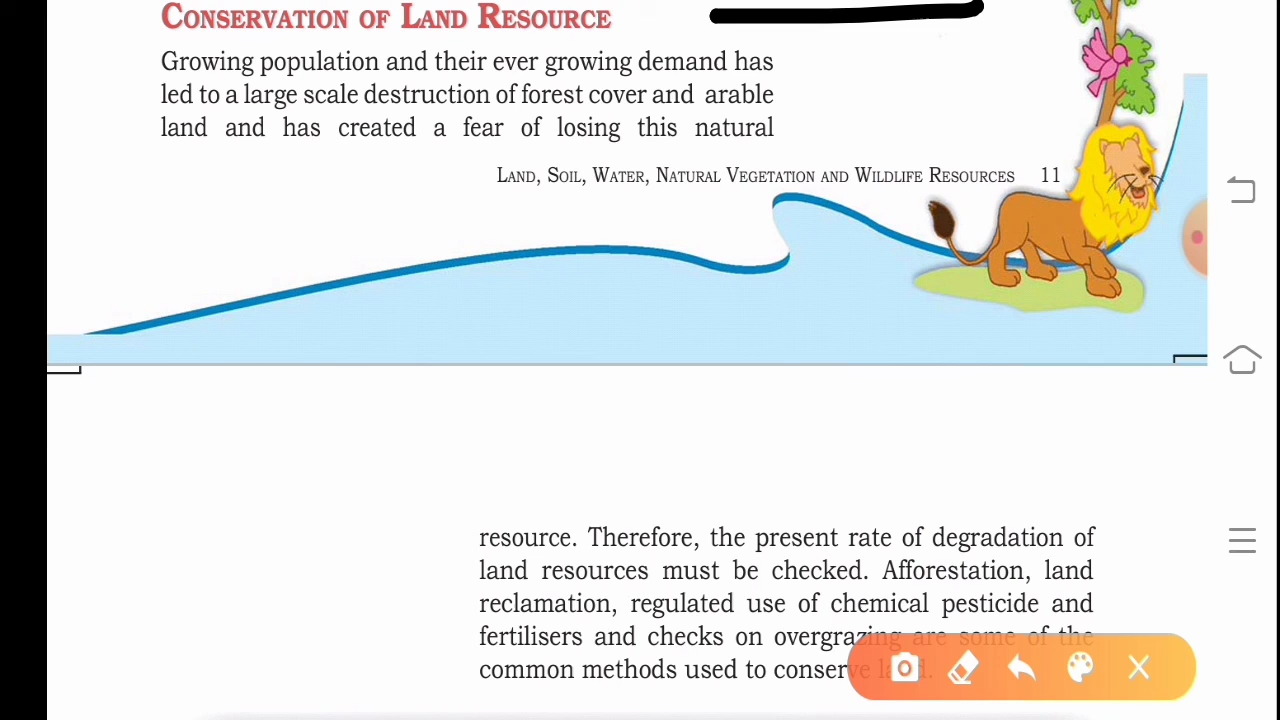 CONSERVATION OF LAND RESOURCE
Growing population and their ever growing demand has
led to a large scale destruction of forest cover and arable
land and has created a fear of losing this natural
LAND, SOIL, WATER, NATURAL VEGETATION AND WILDLIFE RESOURCES 11
resource. Therefore, the present rate of degradation of
land resources must be checked. Afforestation, land
reclamation, regulated use of chemical pesticide and
fertilisers and checks on overgrazing are some of the
common methods used to conserve land.